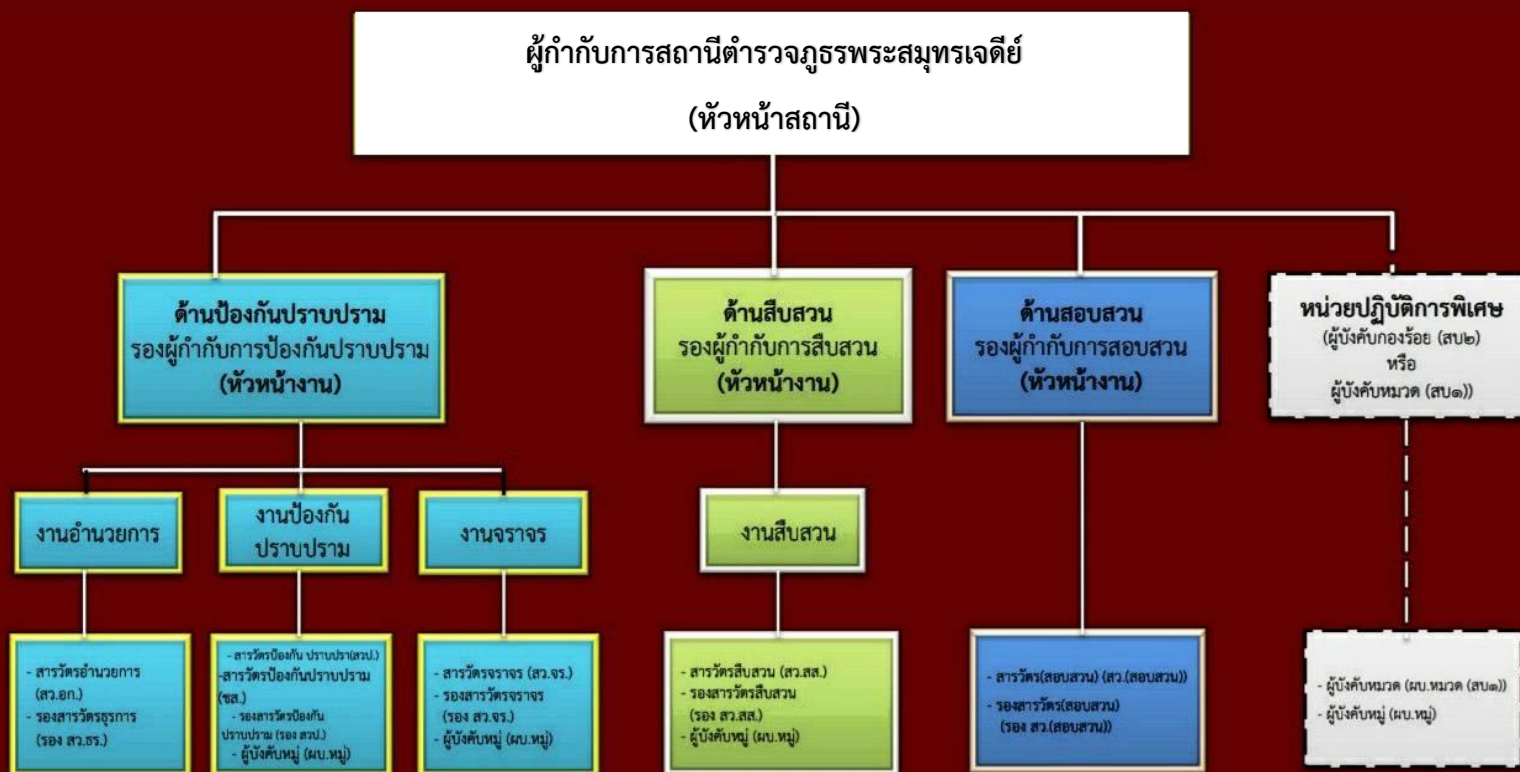 ผู้กำกับการสถานีตำรวจภูธรพระสมุทรเจดีย์
(หัวหน้าสถานี)
ด้านป้องกันปราบปราม
รองผู้กำกับการป้องกันปราบปราม
(หัวหน้างาน)
ด้านสืบสวน
รองผู้กำกับการสืบสวน
(หัวหน้างาน)
ด้านสอบสวน
รองผู้กำกับการสอบสวน
(หัวหน้างาน)
หน่วยปฏิบัติการพิเศษ
(ผู้บังคับกองร้อย (สบ๒)
หรือ
ผู้บังคับหมวด (สบ๑))
งานอำนวยการ
งานป้องกัน
ปราบปราม
งานจราจร
งานสืบสวน
- สารวัตรอำนวยการ
(สว.อก.)
- รองสารวัตรธุรการ
(รอง สว.ธร.)
- สารวัตรป้องกัน ปราบปรา(สวป.)
-สารวัตรป้องกันปราบปราม
(ชส.)
- รองสารวัตรป้องกัน
ปราบปราม (รอง สวป.)
- ผู้บังคับหมู่ (ผบ.หมู่)
- สารวัตรจราจร (สว.จร.)
- รองสารวัตรจราจร
(รอง สว.จร.)
- ผู้บังคับหมู่ (ผบ.หมู่)
- สารวัตรสืบสวน (สว.สส.)
- รองสารวัตรสืบสวน
(รอง สว.สส.)
- ผู้บังคับหมู่ (ผบ.หมู่)
- สารวัตร(สอบสวน) (สว.(สอบสวน))
- รองสารวัตร(สอบสวน)
(รอง สว.(สอบสวน))
- ผู้บังคับหมวด (ผบ.หมวด (สบ๑))
- ผู้บังคับหมู่ (ผบ.หมู่)